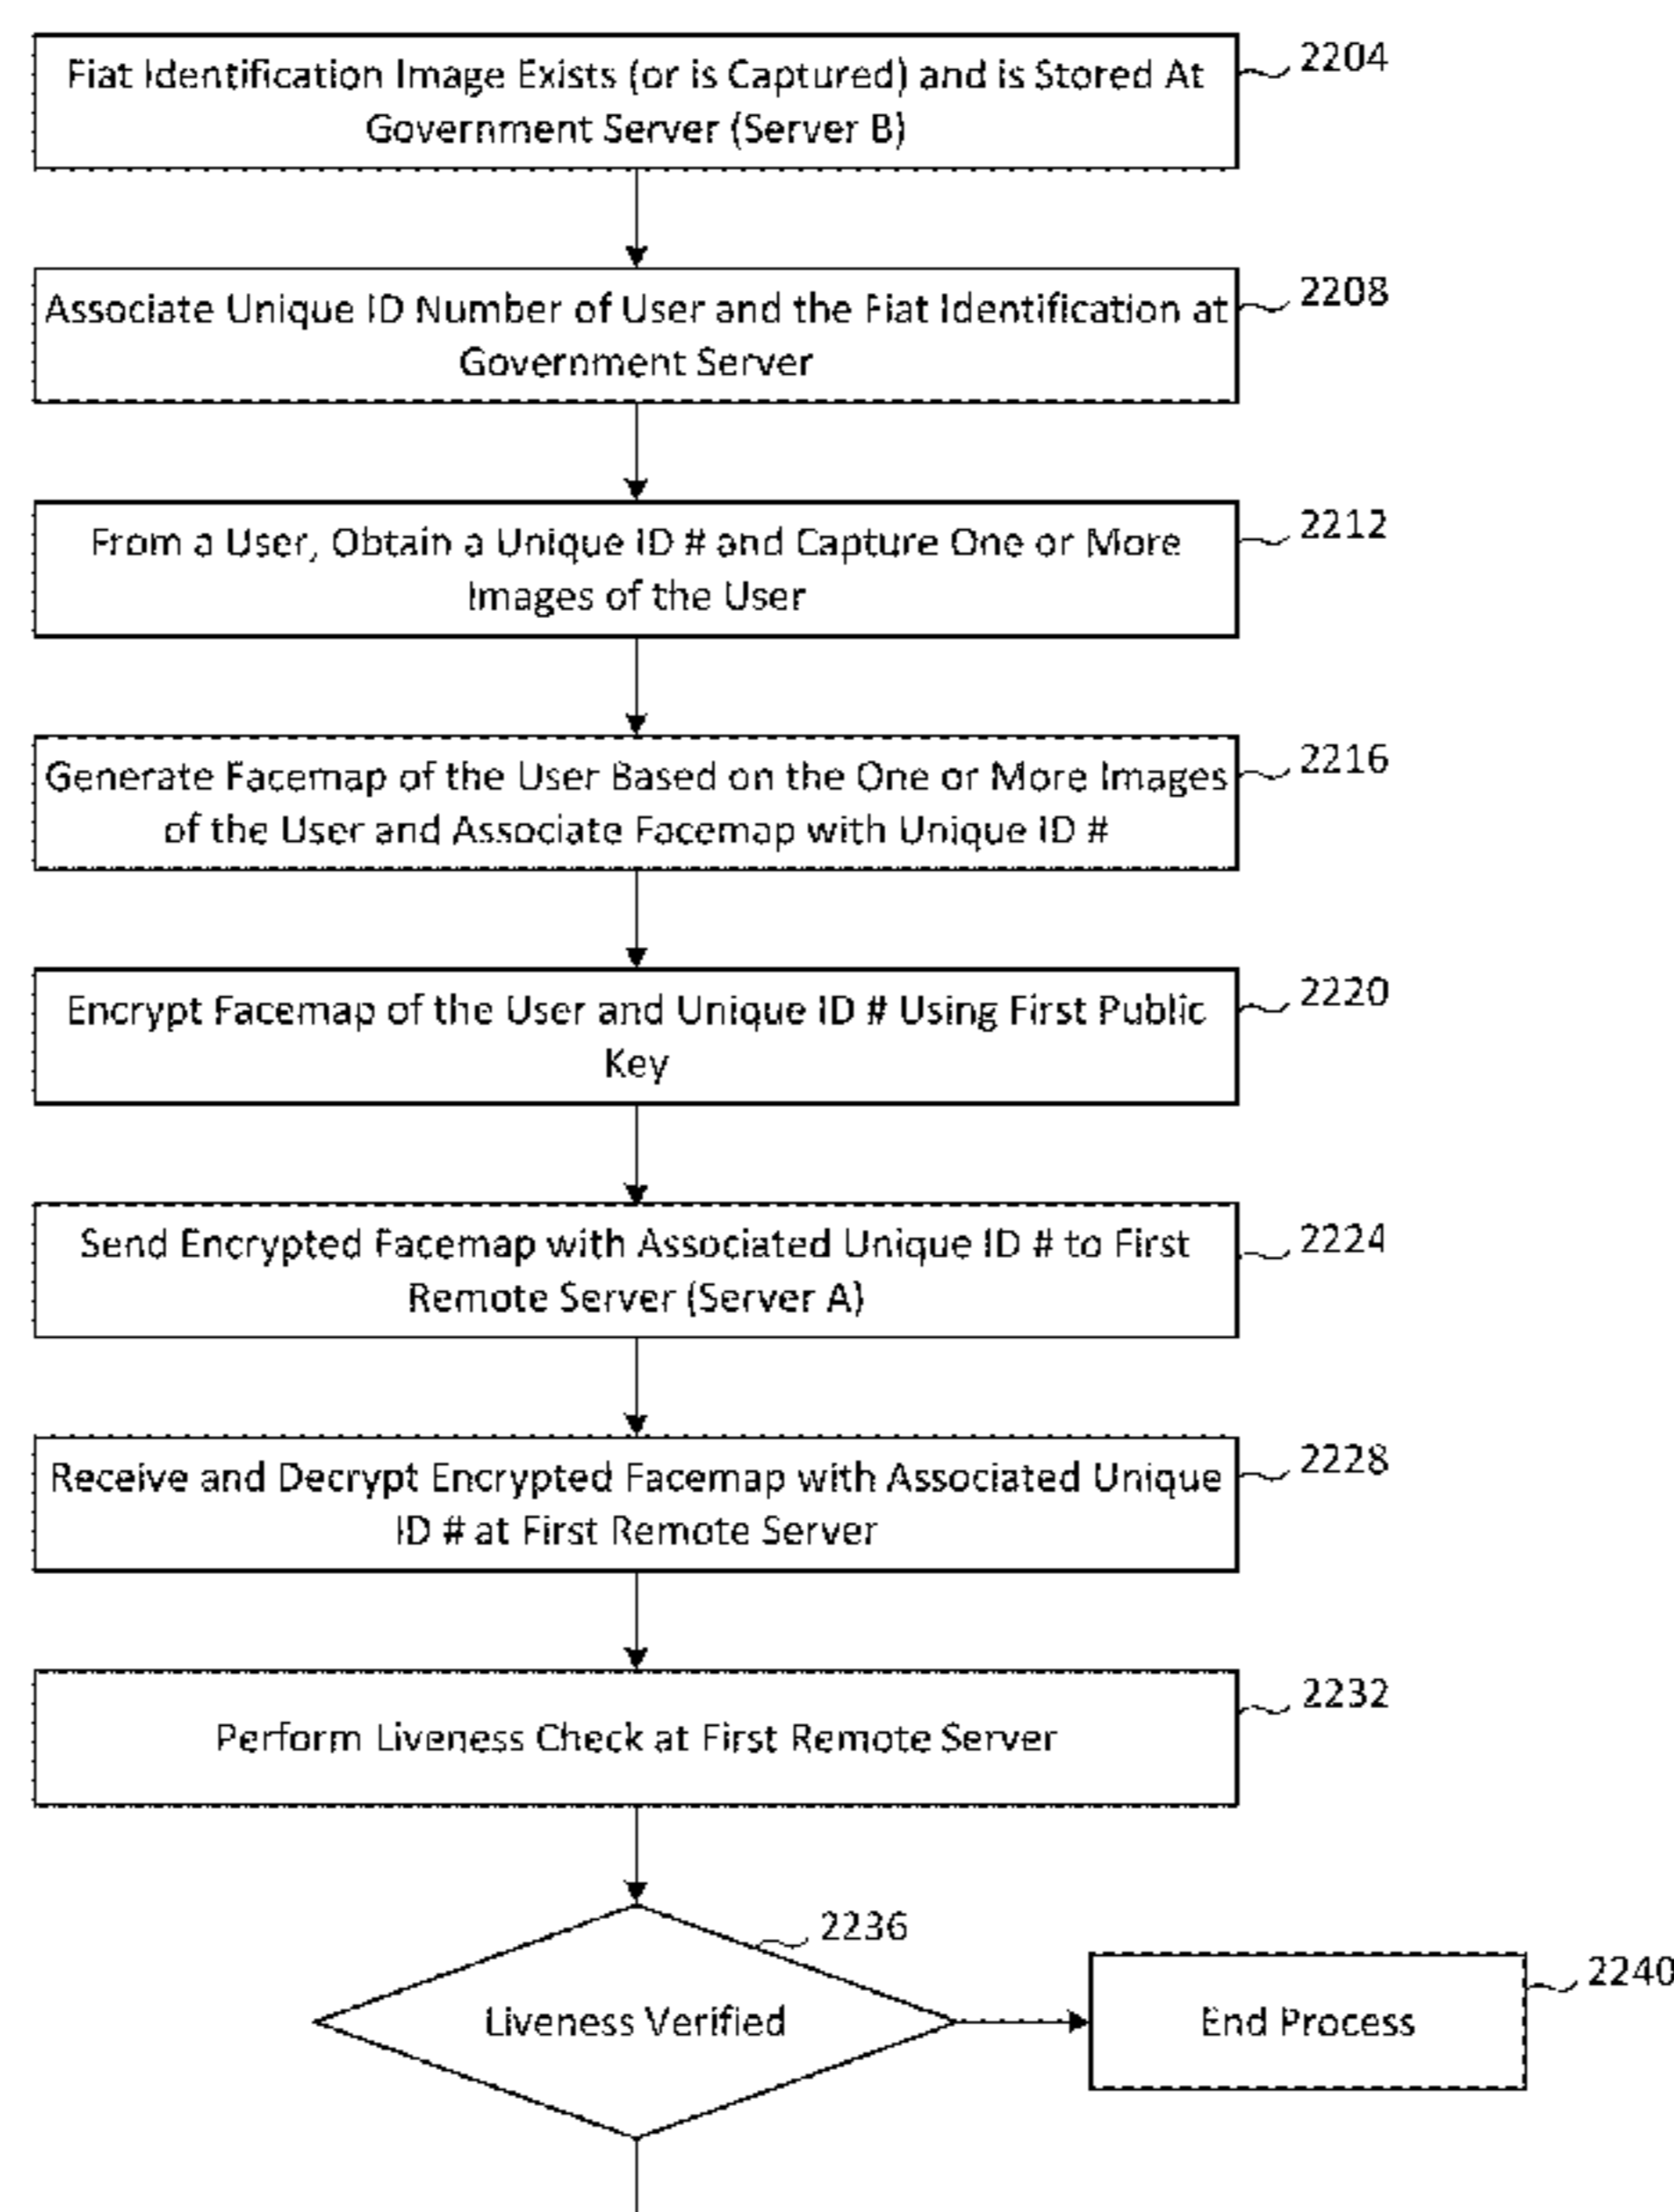 Fiat Identification Image Exists (or is Captured) and is Stored At
Government Server (Server B)
2204
Associate Unique ID Number of User and the Fiat Identification at
Government Server
2208
From a User, Obtain a Unique ID # and Capture One or More
Images of the User
2212
Generate Facemap of the User Based on the One or More Images
of the User and Associate Facemap with Unique ID #
2216
Encrypt Facemap of the User and Unique ID # Using First Public
Key
2220
Send Encrypted Facemap with Associated Unique ID # to First
Remote Server (Server A)
2224
Receive and Decrypt Encrypted Facemap with Associated Unique
ID # at First Remote Server
2228
Perform Liveness Check at First Remote Server
2232
Liveness Verified
2236
End Process
2240